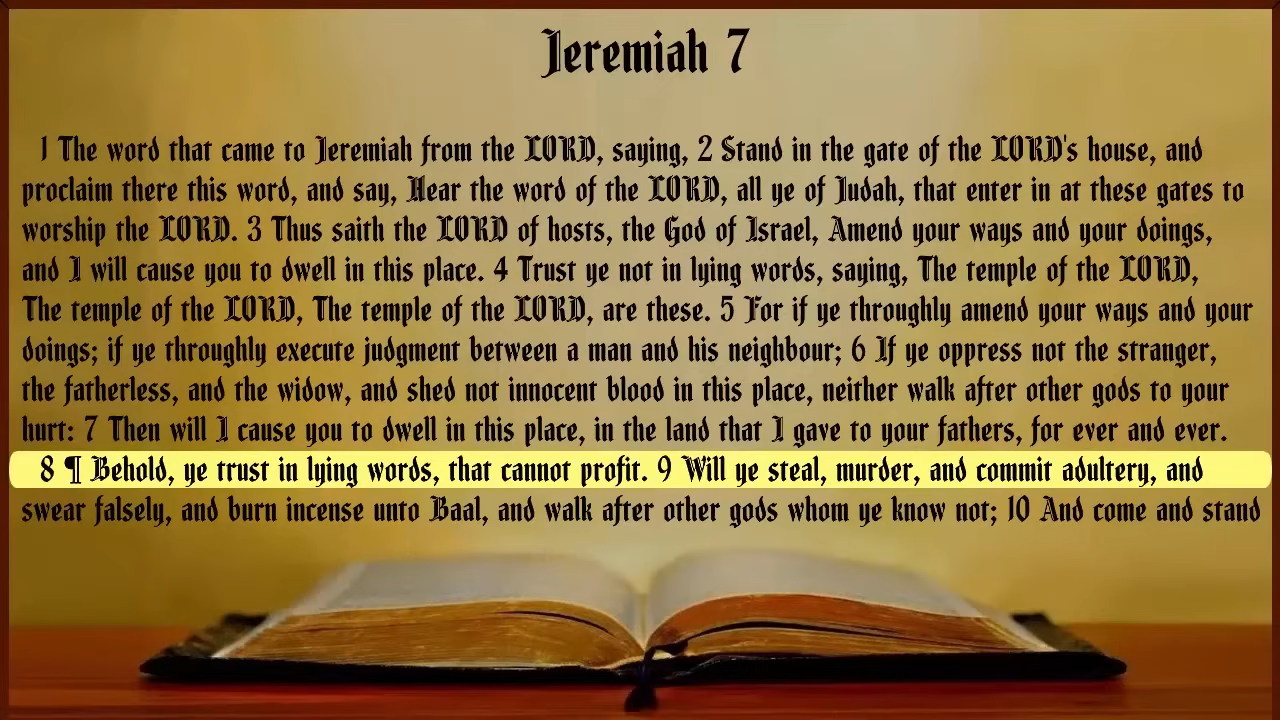 Jeremiah 7
1 The word that came to Jeremiah from the LORD, saying, 2 Stand in the gate of the LORD's house, and
proclaim there this word, and say, Hear the word of the LORD, all ye of Judah, that enter in at these gates to
worship the LORD. 3 Thus saith the LORD of hosts, the God of Israel, Amend your ways and your doings,
and I will cause you to dwell in this place. 4 Trust ye not in lying words, saying, The temple of the LORD,
The temple of the LORD, The temple of the LORD, are these. 5 For if ye throughly amend your ways and your
doings; if ye throughly execute judgment between a man and his neighbour; 6 If ye oppress not the stranger,
the fatherless, and the widow, and shed not innocent blood in this place, neither walk after other gods to your
hurt: 7 Then will I cause you to dwell in this place, in the land that I gave to your fathers, for ever and ever.
8 ¶ Behold, ye trust in lying words, that cannot profit. 9 Will ye steal, murder, and commit adultery, and
swear falsely, and burn incense unto Baal, and walk after other gods whom ye know not; 10 And come and stand